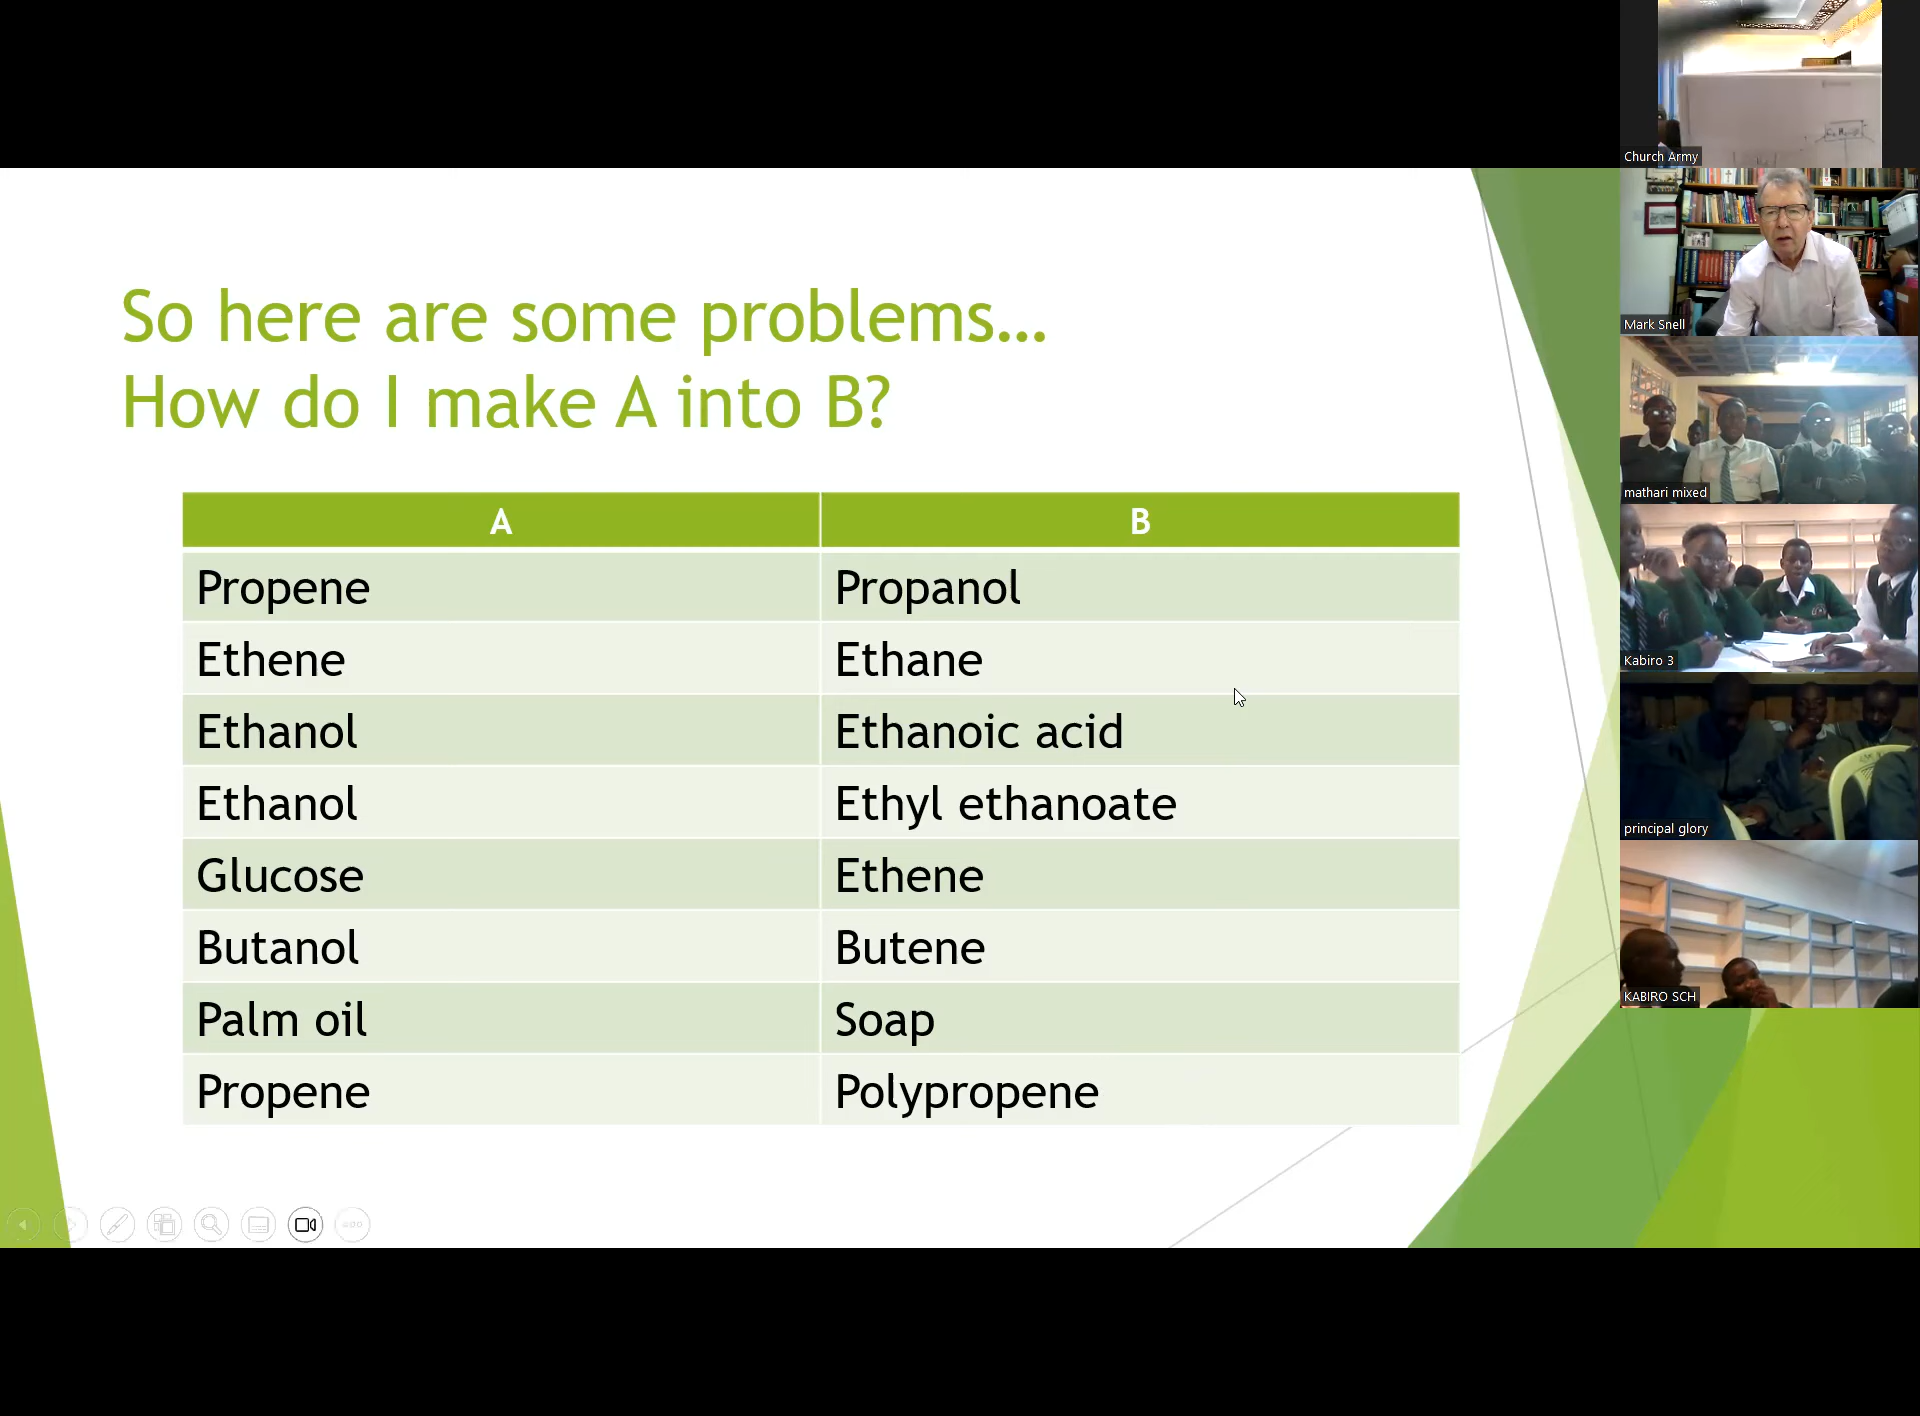 So here are some problems...
How do I make A into B?
A B
Propene Propanol
Ethene Ethane
Ethanol Ethanoic acid
Ethanol Ethyl ethanoate
Glucose Ethene
Butanol Butene
Palm oil Soap
Propene Polypropene
Church Army
Mark Snell
mathari mixed
Kabiro 3
principal glory
KABIRO SCH